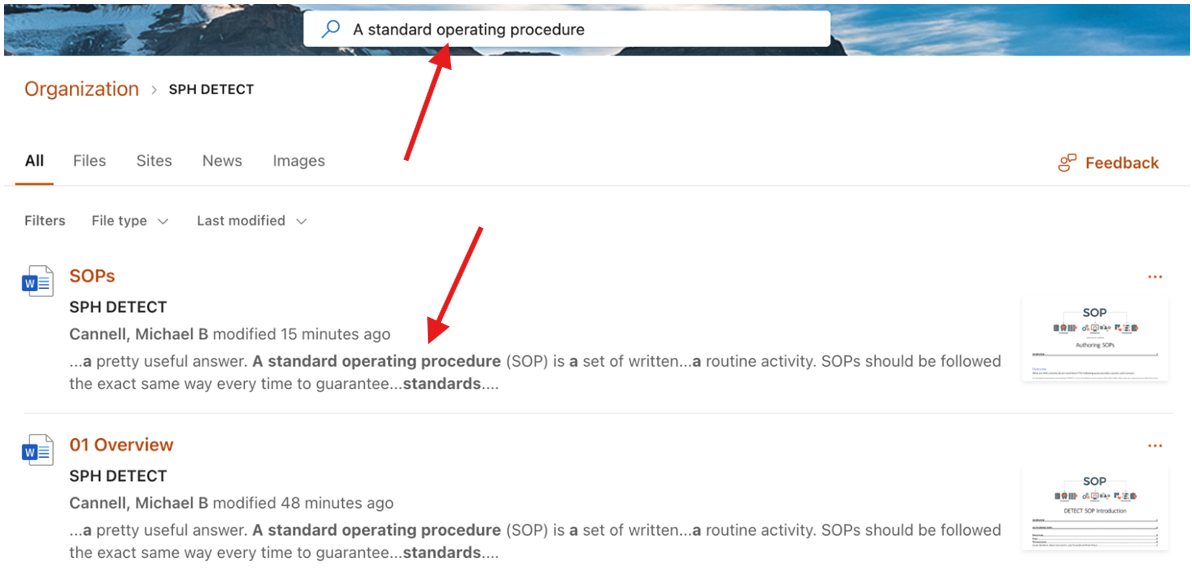 A standard operating procedure
Organization > SPH DETECT
All Files Sites News Images
Feedback
Filters File type Last modified
SOPs
SPH DETECT
Cannell, Michael B modified 15 minutes ago
...a pretty useful answer. A standard operating procedure (SOP) is a set of written...a routine activity. SOPs should be followed
the exact same way every time to guarantee...standards....
SOP
Authoring SOPs
01 Overview
SPH DETECT
Cannell, Michael B modified 48 minutes ago
...a pretty useful answer. A standard operating procedure (SOP) is a set of written...a routine activity. SOPs should be followed
the exact same way every time to guarantee...standards....
SOP
DETECT SOP Introduction